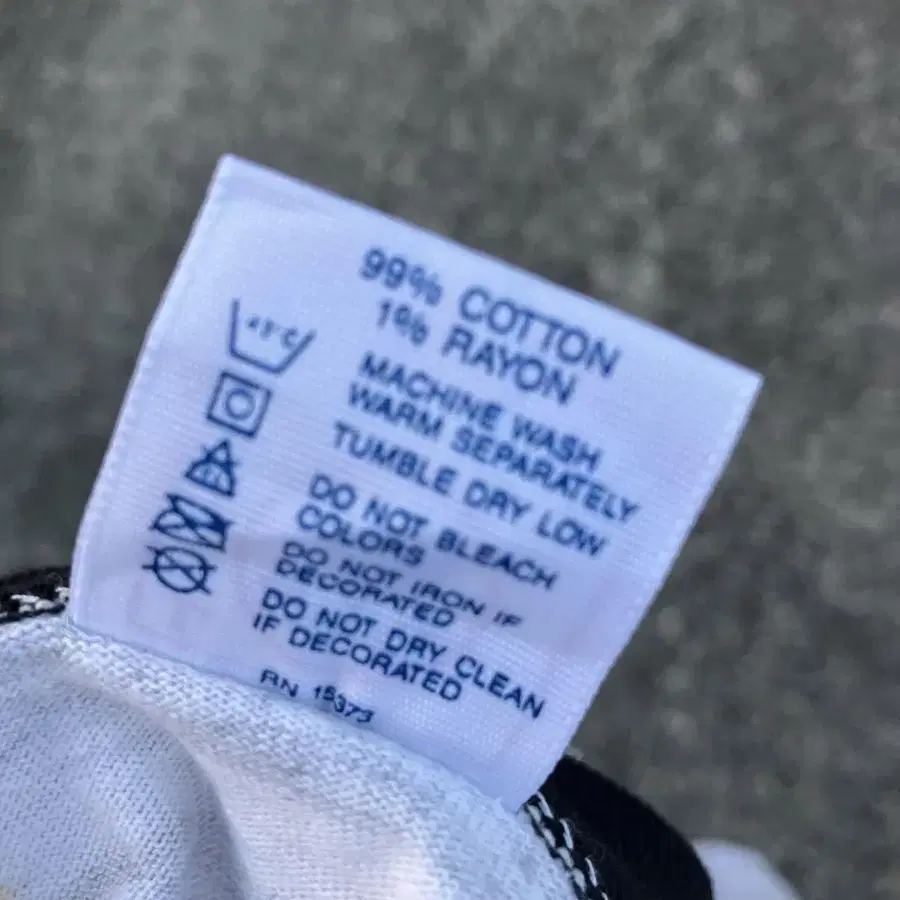 99% COTTON
1% RAYON
MACHINE WASH
WARM SEPARATELY
TUMBLE DRY LOW
DO NOT BLEACH
COLORS
DO NOT IRON IF
DECORATED
DO NOT DRY CLEAN
IF DECORATED
RN 15373